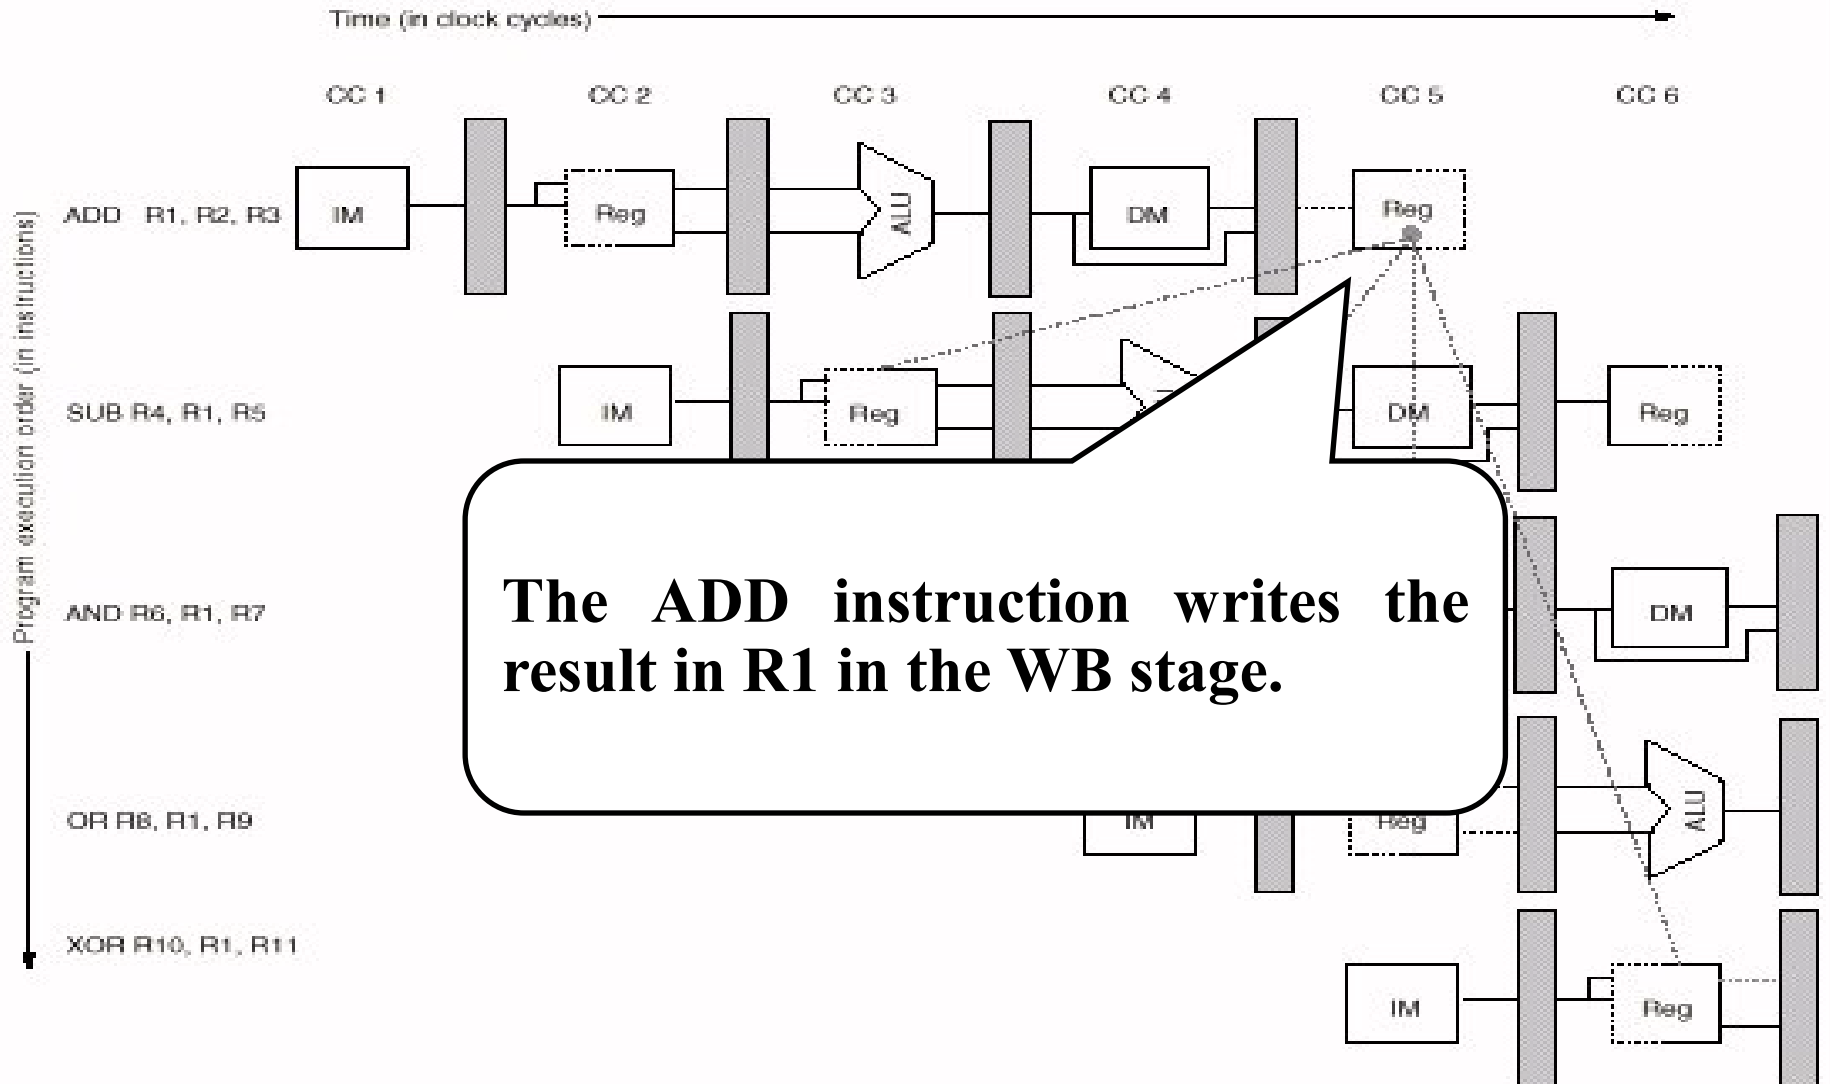 Time (in clock cycles)
CC 1 CC 2 CC 3 CC 4 CC 5 CC 6
Program execution order (in instructions)
ADD R1, R2, R3 IM Reg ALU DM Reg
SUB R4, R1, R5 IM Reg DM Reg
AND R6, R1, R7 DM
The ADD instruction writes the
result in R1 in the WB stage.
OR R8, R1, R9 IM Reg ALU
XOR R10, R1, R11
IM Reg